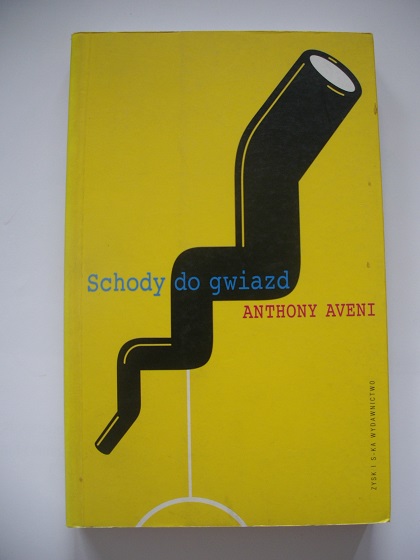 Schody do gwiazd
ANTHONY AVENI
ZYSK I S-KA WYDAWNICTWO